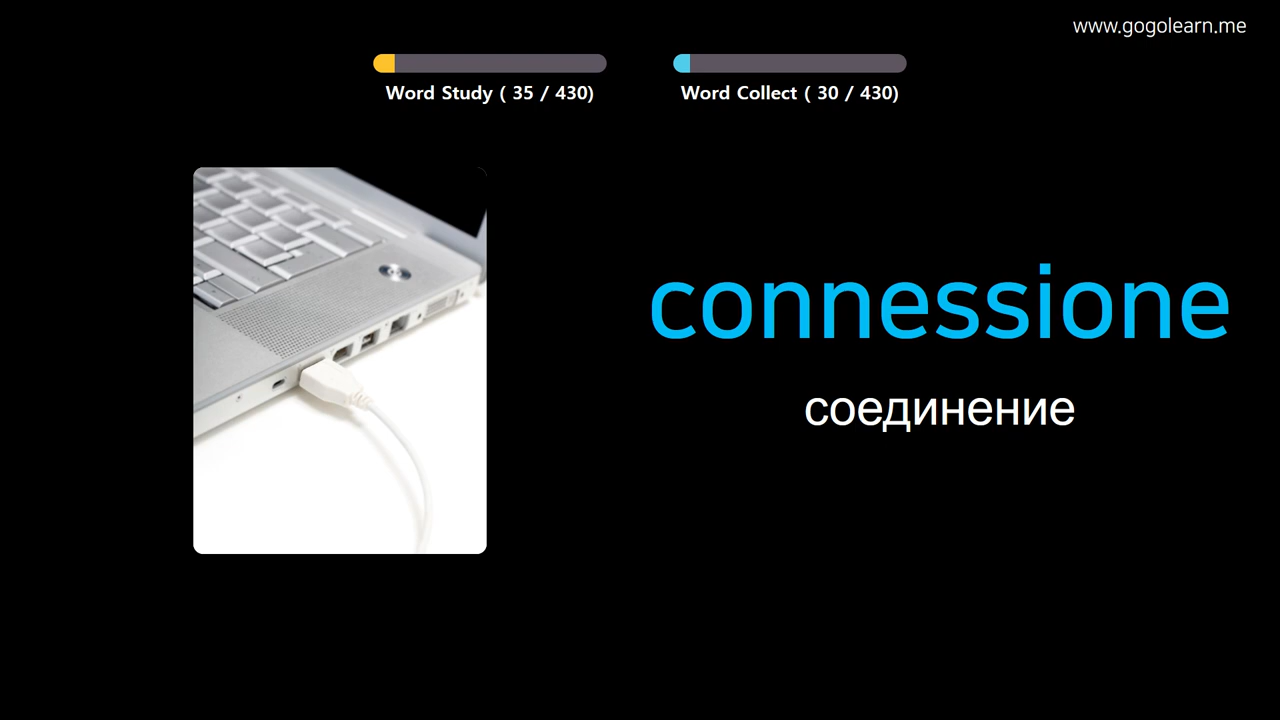 www.gogolearn.me
Word Study ( 35 / 430)
Word Collect ( 30 / 430)
connessione
соединение